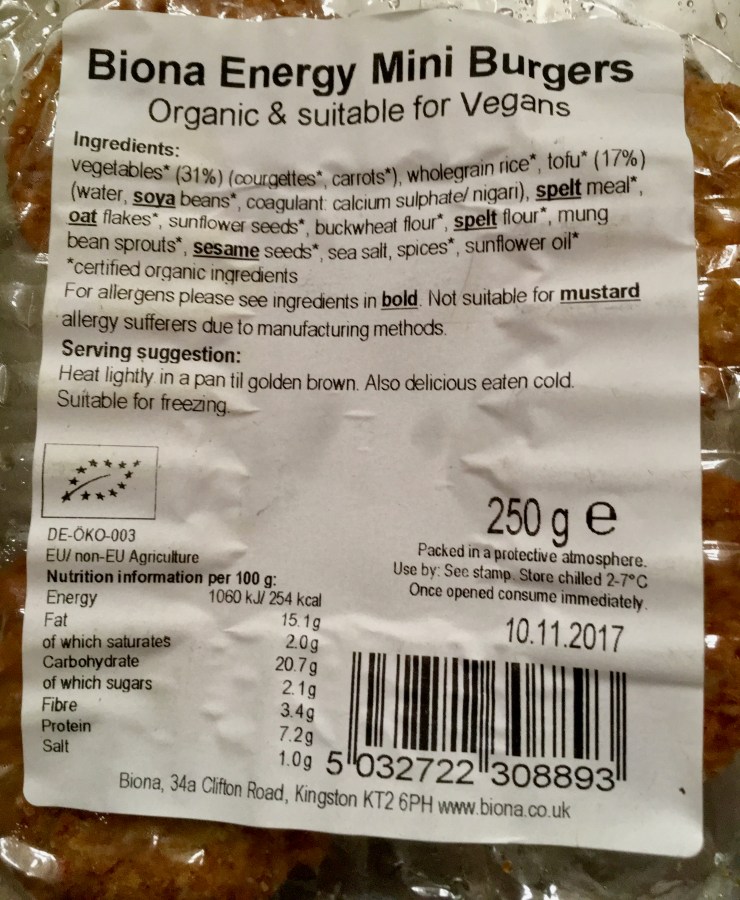 Biona Energy Mini Burgers
Organic & suitable for Vegans
Ingredients:
vegetables* (31%) (courgettes*, carrots*), wholegrain rice*, tofu* (17%)
(water, soya beans*, coagulant: calcium sulphate/ nigari), spelt meal*,
oat flakes*, sunflower seeds*, buckwheat flour*, spelt flour*, mung
bean sprouts*, sesame seeds*, sea salt, spices*, sunflower oil*
*certified organic ingredients
For allergens please see ingredients in bold. Not suitable for mustard
allergy sufferers due to manufacturing methods.
Serving suggestion:
Heat lightly in a pan til golden brown. Also delicious eaten cold.
Suitable for freezing.
DE-ÖKO-003
EU/ non-EU Agriculture
250 g e
Packed in a protective atmosphere.
Use by: See stamp. Store chilled 2-7°C
Once opened consume immediately.
10.11.2017
Nutrition information per 100 g:
Energy 1060 kJ/ 254 kcal
Fat 15.1g
of which saturates 2.0g
Carbohydrate 20.7g
of which sugars 2.1g
Fibre 3.4g
Protein 7.2g
Salt 1.0g
5 032722 308893
Biona, 34a Clifton Road, Kingston KT2 6PH www.biona.co.uk